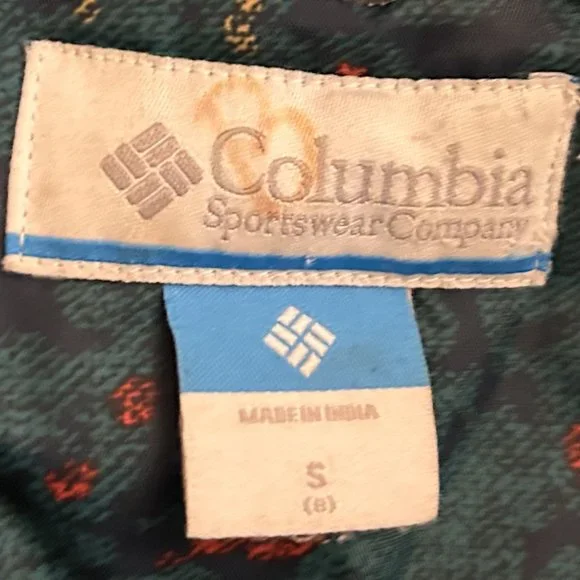 Columbia
Sportswear Company
MADE IN INDIA
S
(8)